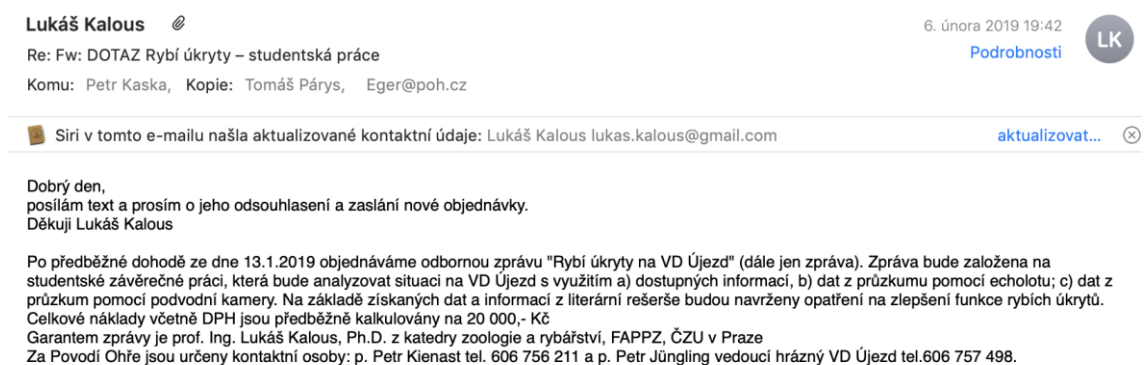 Lukáš Kalous
6. února 2019 19:42
LK
Re: Fw: DOTAZ Rybí úkryty – studentská práce
Podrobnosti
Komu: Petr Kaska, Kopie: Tomáš Párys, Eger@poh.cz
Siri v tomto e-mailu našla aktualizované kontaktní údaje: Lukáš Kalous lukas.kalous@gmail.com aktualizovat...
Dobrý den,
posílám text a prosím o jeho odsouhlasení a zaslání nové objednávky.
Děkuji Lukáš Kalous
Po předběžné dohodě ze dne 13.1.2019 objednáváme odbornou zprávu "Rybí úkryty na VD Újezd" (dále jen zpráva). Zpráva bude založena na
studentské závěrečné práci, která bude analyzovat situaci na VD Újezd s využitím a) dostupných informací, b) dat z průzkumu pomocí echolotu; c) dat z
průzkum pomocí podvodní kamery. Na základě získaných dat a informací z literární rešerše budou navrženy opatření na zlepšení funkce rybích úkrytů.
Celkové náklady včetně DPH jsou předběžně kalkulovány na 20 000,- Kč
Garantem zprávy je prof. Ing. Lukáš Kalous, Ph.D. z katedry zoologie a rybářství, FAPPZ, ČZU v Praze
Za Povodí Ohře jsou určeny kontaktní osoby: p. Petr Kienast tel. 606 756 211 a p. Petr Jüngling vedoucí hrázný VD Újezd tel.606 757 498.